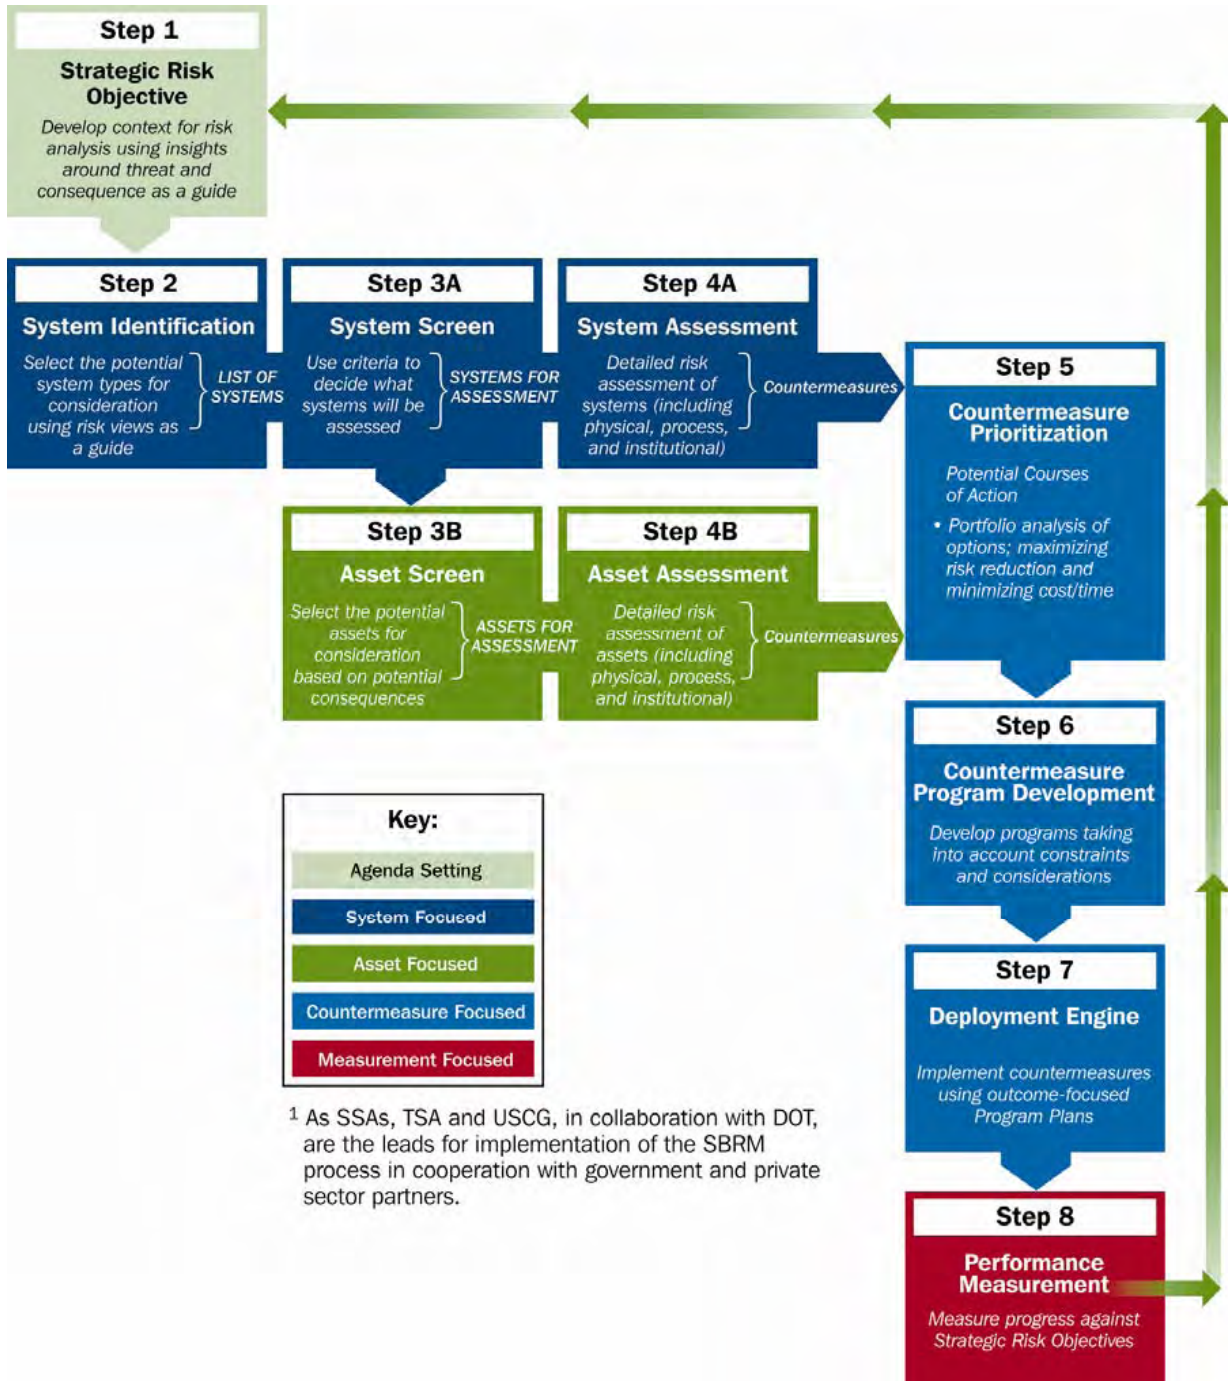 Step 1
Strategic Risk
Objective
Develop context for risk
analysis using insights
around threat and
consequence as a guide
Step 2
System Identification
Select the potential
system types for
consideration
using risk views as
a guide
LIST OF
SYSTEMS
Step 3A
System Screen
Use criteria to
decide what
systems will be
assessed
SYSTEMS FOR
ASSESSMENT
Step 4A
System Assessment
Detailed risk
assessment of
systems (including
physical, process,
and institutional)
Countermeasures
Step 3B
Asset Screen
Select the potential
assets for
consideration
based on potential
consequences
ASSETS FOR
ASSESSMENT
Step 4B
Asset Assessment
Detailed risk
assessment of
assets (including
physical, process,
and institutional)
Countermeasures
Step 5
Countermeasure
Prioritization
Potential Courses
of Action
• Portfolio analysis of
options; maximizing
risk reduction and
minimizing cost/time
Step 6
Countermeasure
Program Development
Develop programs taking
into account constraints
and considerations
Step 7
Deployment Engine
Implement countermeasures
using outcome-focused
Program Plans
Step 8
Performance
Measurement
Measure progress against
Strategic Risk Objectives
Key:
Agenda Setting
System Focused
Asset Focused
Countermeasure Focused
Measurement Focused
1 As SSAs, TSA and USCG, in collaboration with DOT,
are the leads for implementation of the SBRM
process in cooperation with government and private
sector partners.